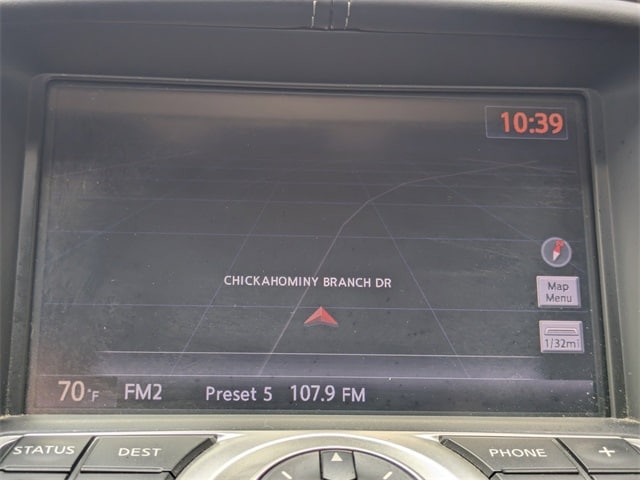 10:39
CHICKAHOMINY BRANCH DR
Map
Menu
1/32mi
70°F FM2 Preset 5 107.9 FM
STATUS DEST PHONE +